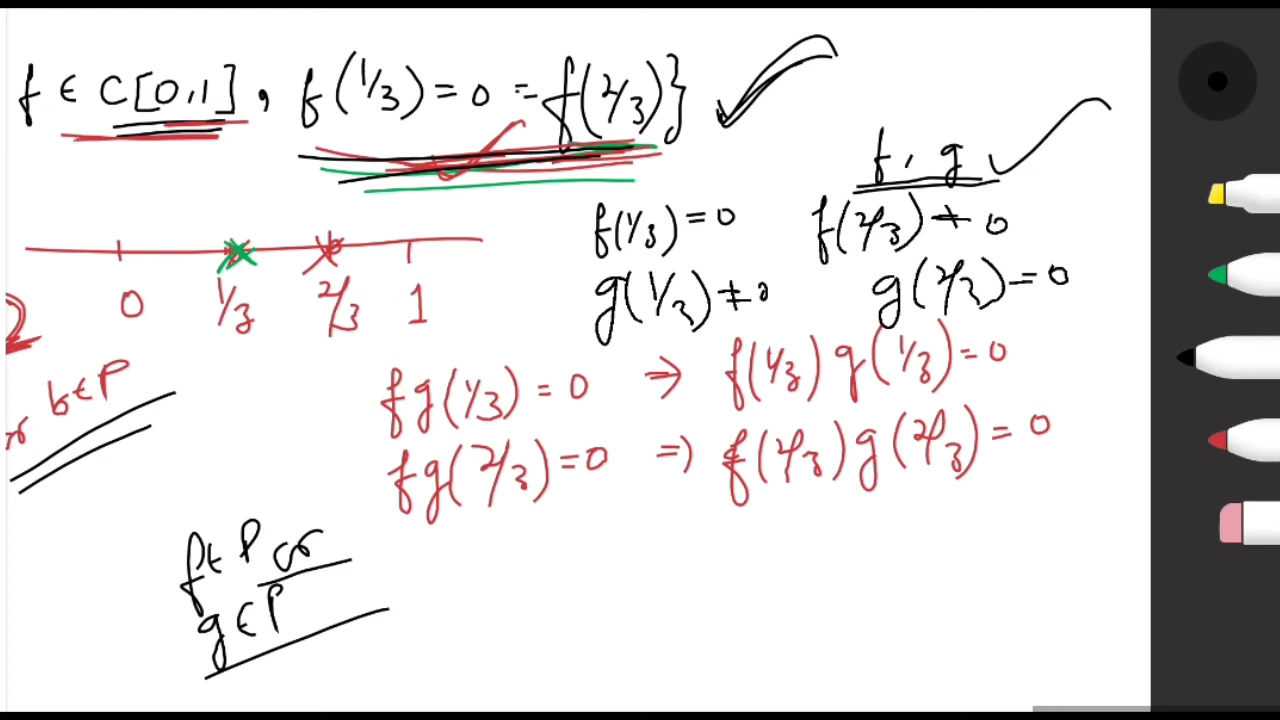 f ∈ C[0,1], f(1/3) = 0 = f(2/3)}
f, g
f(1/3) = 0 f(2/3) ≠ 0
g(1/3) ≠ 0 g(2/3) = 0
0 1/3 2/3 1
2
or b ∈ P
fg(1/3) = 0 ⇒ f(1/3) g(1/3) = 0
fg(2/3) = 0 ⇒ f(2/3) g(2/3) = 0
f ∈ P or
g ∈ P